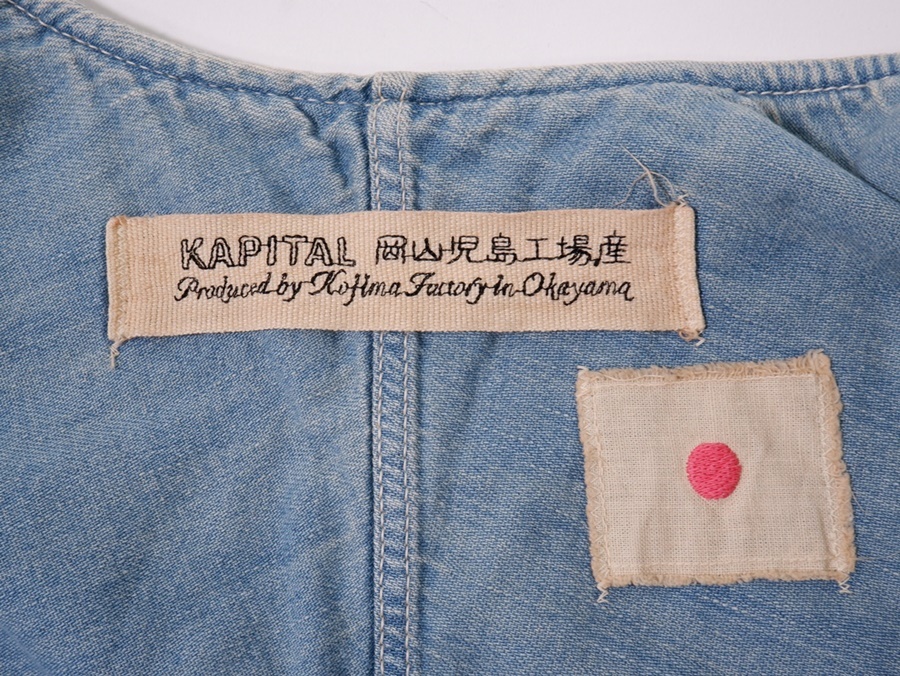 KAPITAL 岡山児島工場産
Produced by Kojima Factory In Okayama